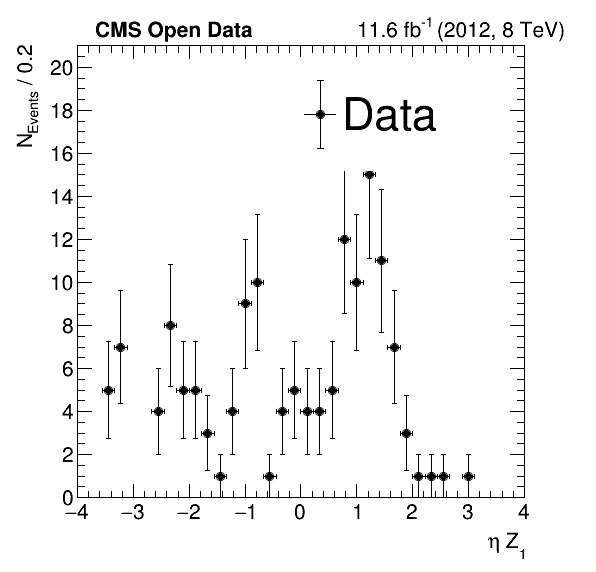 CMS Open Data 11.6 fb⁻¹ (2012, 8 TeV)
N_Events / 0.2
20
18
16
14
12
10
8
6
4
2
0
Data
−4 −3 −2 −1 0 1 2 3 4
η Z₁